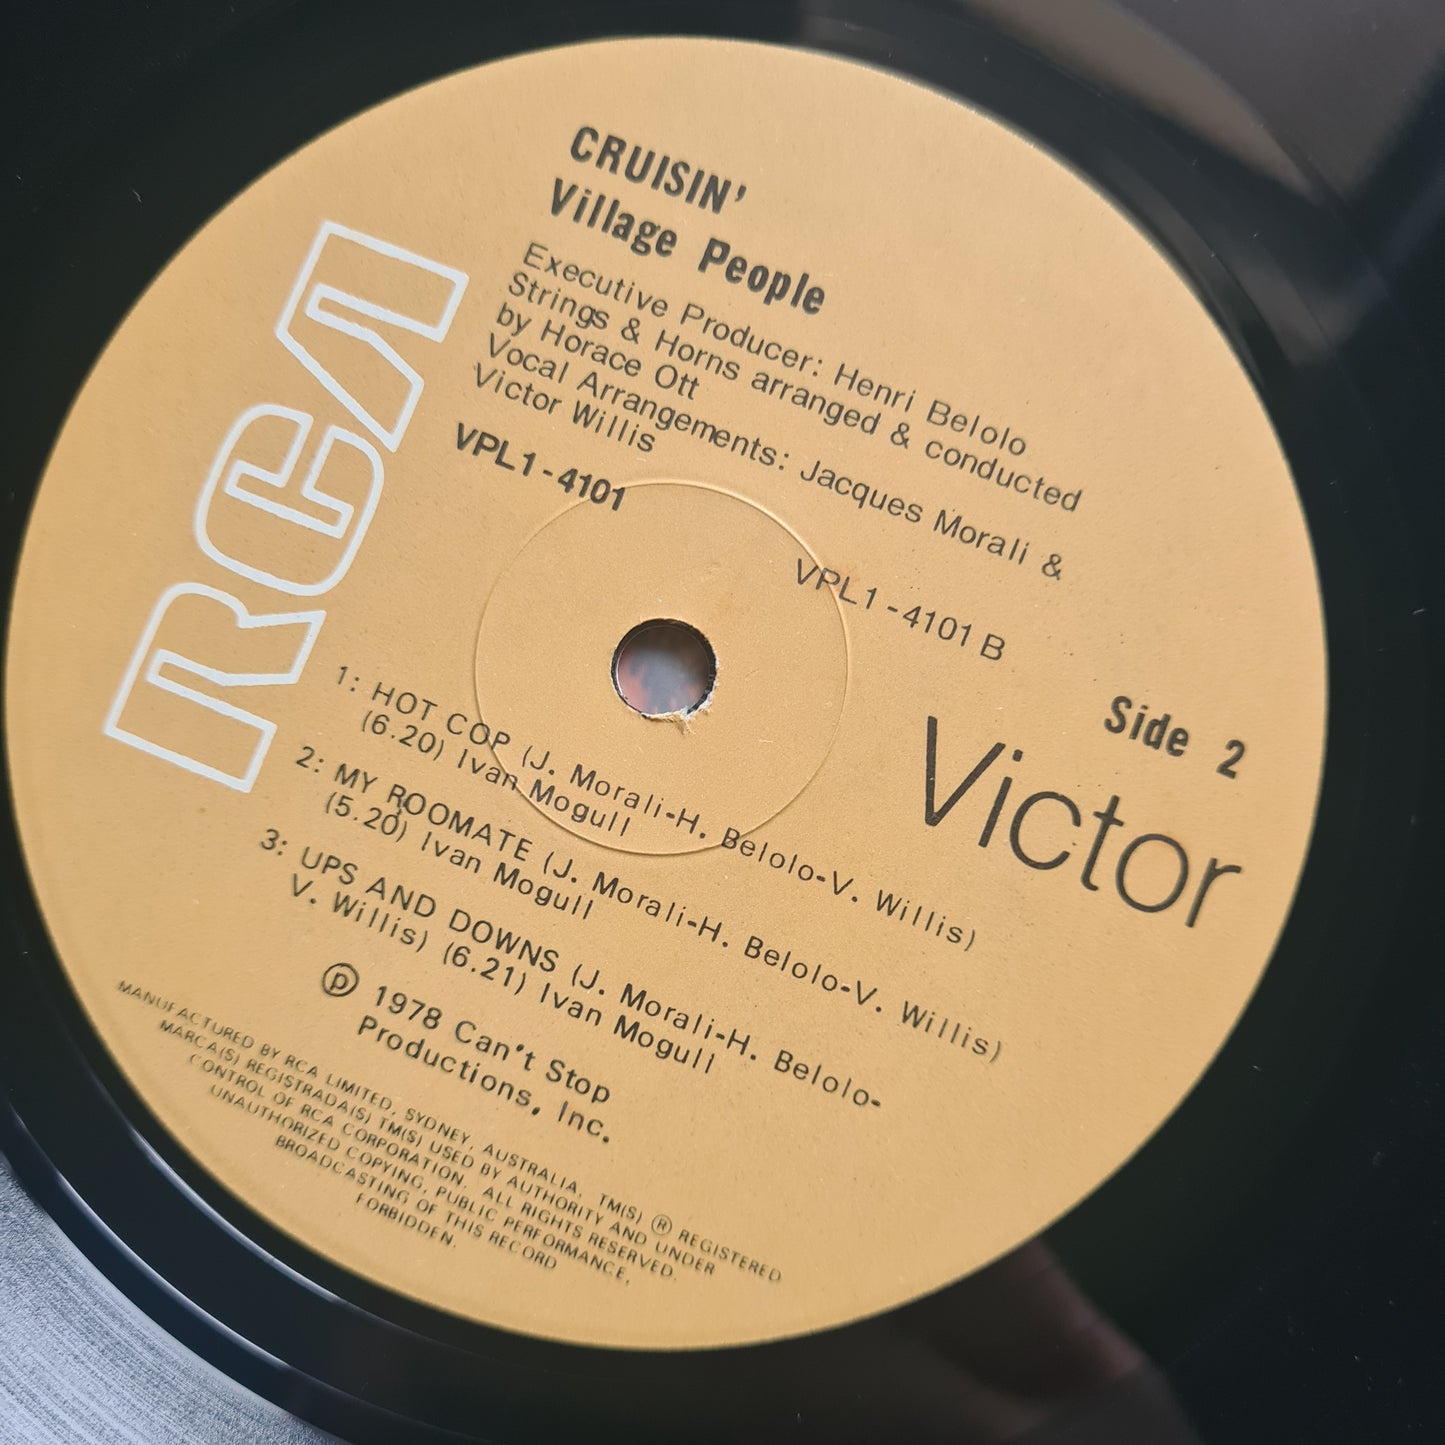 CRUISIN'
Village People
Executive Producer: Henri Belolo
Strings & Horns arranged & conducted
by Horace Ott
Vocal Arrangements: Jacques Morali &
Victor Willis
VPL1-4101
VPL1-4101 B
RCA
Side 2
Victor
1: HOT COP (J. Morali-H. Belolo-V. Willis)
(6.20) Ivan Mogull
2: MY ROOMATE (J. Morali-H. Belolo-V. Willis)
(5.20) Ivan Mogull
3: UPS AND DOWNS (J. Morali-H. Belolo-
V. Willis) (6.21) Ivan Mogull
℗ 1978 Can't Stop
Productions, Inc.
MANUFACTURED BY RCA LIMITED, SYDNEY, AUSTRALIA. TM(S) ® REGISTERED
MARCA(S) REGISTRADA(S) TM(S) USED BY AUTHORITY AND UNDER
CONTROL OF RCA CORPORATION. ALL RIGHTS RESERVED.
UNAUTHORIZED COPYING, PUBLIC PERFORMANCE,
BROADCASTING OF THIS RECORD
FORBIDDEN.